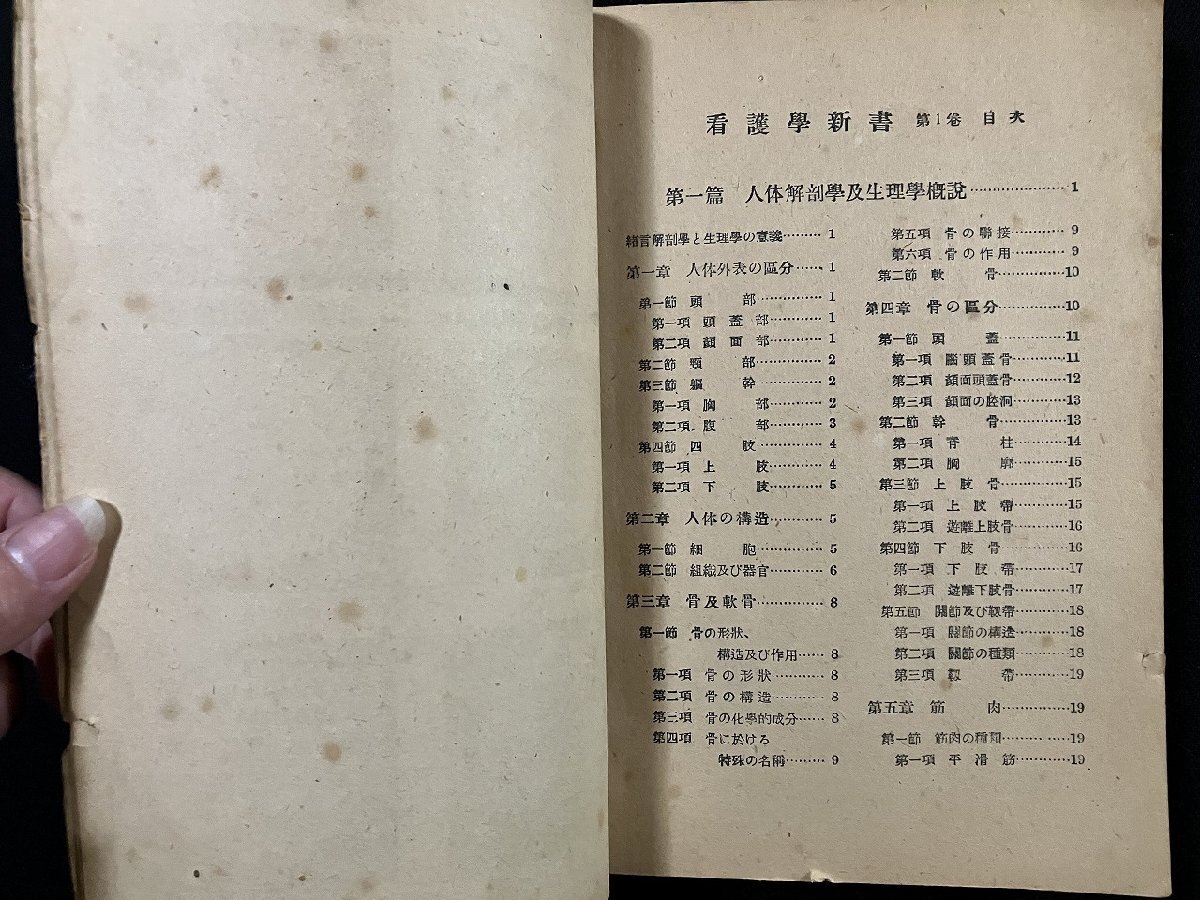 看護學新書 第1卷 目次
第一篇 人体解剖學及生理學槪說…………………1
緖言解剖學と生理學の意義………1
第一章 人体外表の區分……1
第一節 頭部……………1
第一項 頭蓋部…………1
第二項 顏面部…………1
第二節 頸部…………2
第三節 軀幹…………2
第一項 胸部…………2
第二項 腹部…………3
第四節 四肢…………4
第一項 上肢…………4
第二項 下肢…………5
第二章 人体の構造…………5
第一節 細胞……………5
第二節 組織及び器官…………6
第三章 骨及軟骨……………8
第一節 骨の形狀、
構造及び作用……8
第一項 骨の形狀…………8
第二項 骨の構造…………8
第三項 骨の化學的成分……8
第四項 骨に於ける
特殊の名稱………9
第五項 骨の聯接…………9
第六項 骨の作用…………9
第二節 軟骨……………10
第四章 骨の區分……………10
第一節 頭蓋……………11
第一項 腦頭蓋骨…………11
第二項 顏面頭蓋骨…………12
第三項 顏面の腔洞…………13
第二節 幹骨……………13
第一項 脊柱…………14
第二項 胸廓…………15
第三節 上肢骨……………15
第一項 上肢帶…………15
第二項 遊離上肢骨…………16
第四節 下肢骨……………16
第一項 下肢帶…………17
第二項 遊離下肢骨…………17
第五節 關節及び靱帶…………18
第一項 關節の構造…………18
第二項 關節の種類…………18
第三項 靱帶…………19
第五章 筋肉……………19
第一節 筋肉の種類……………19
第一項 平滑筋…………19